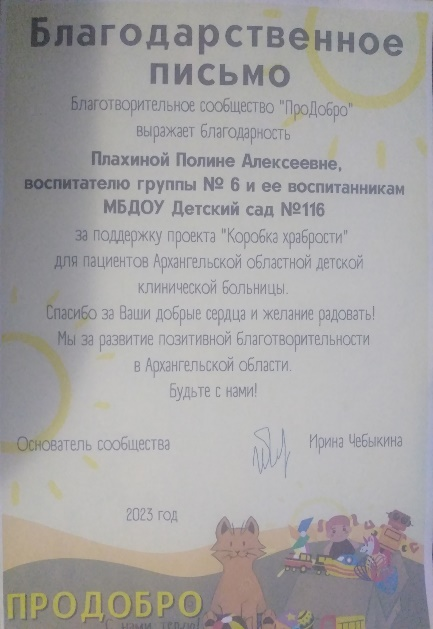 Благодарственное
письмо
Благотворительное сообщество "ПроДобро"
выражает благодарность
Плахиной Полине Алексеевне,
воспитателю группы № 6 и ее воспитанникам
МБДОУ Детский сад №116
за поддержку проекта "Коробка храбрости"
для пациентов Архангельской областной детской
клинической больницы.
Спасибо за Ваши добрые сердца и желание радовать!
Мы за развитие позитивной благотворительности
в Архангельской области.
Будьте с нами!
Основатель сообщества Ирина Чебыкина
2023 год
ПРОДОБРО
С нами тепло!